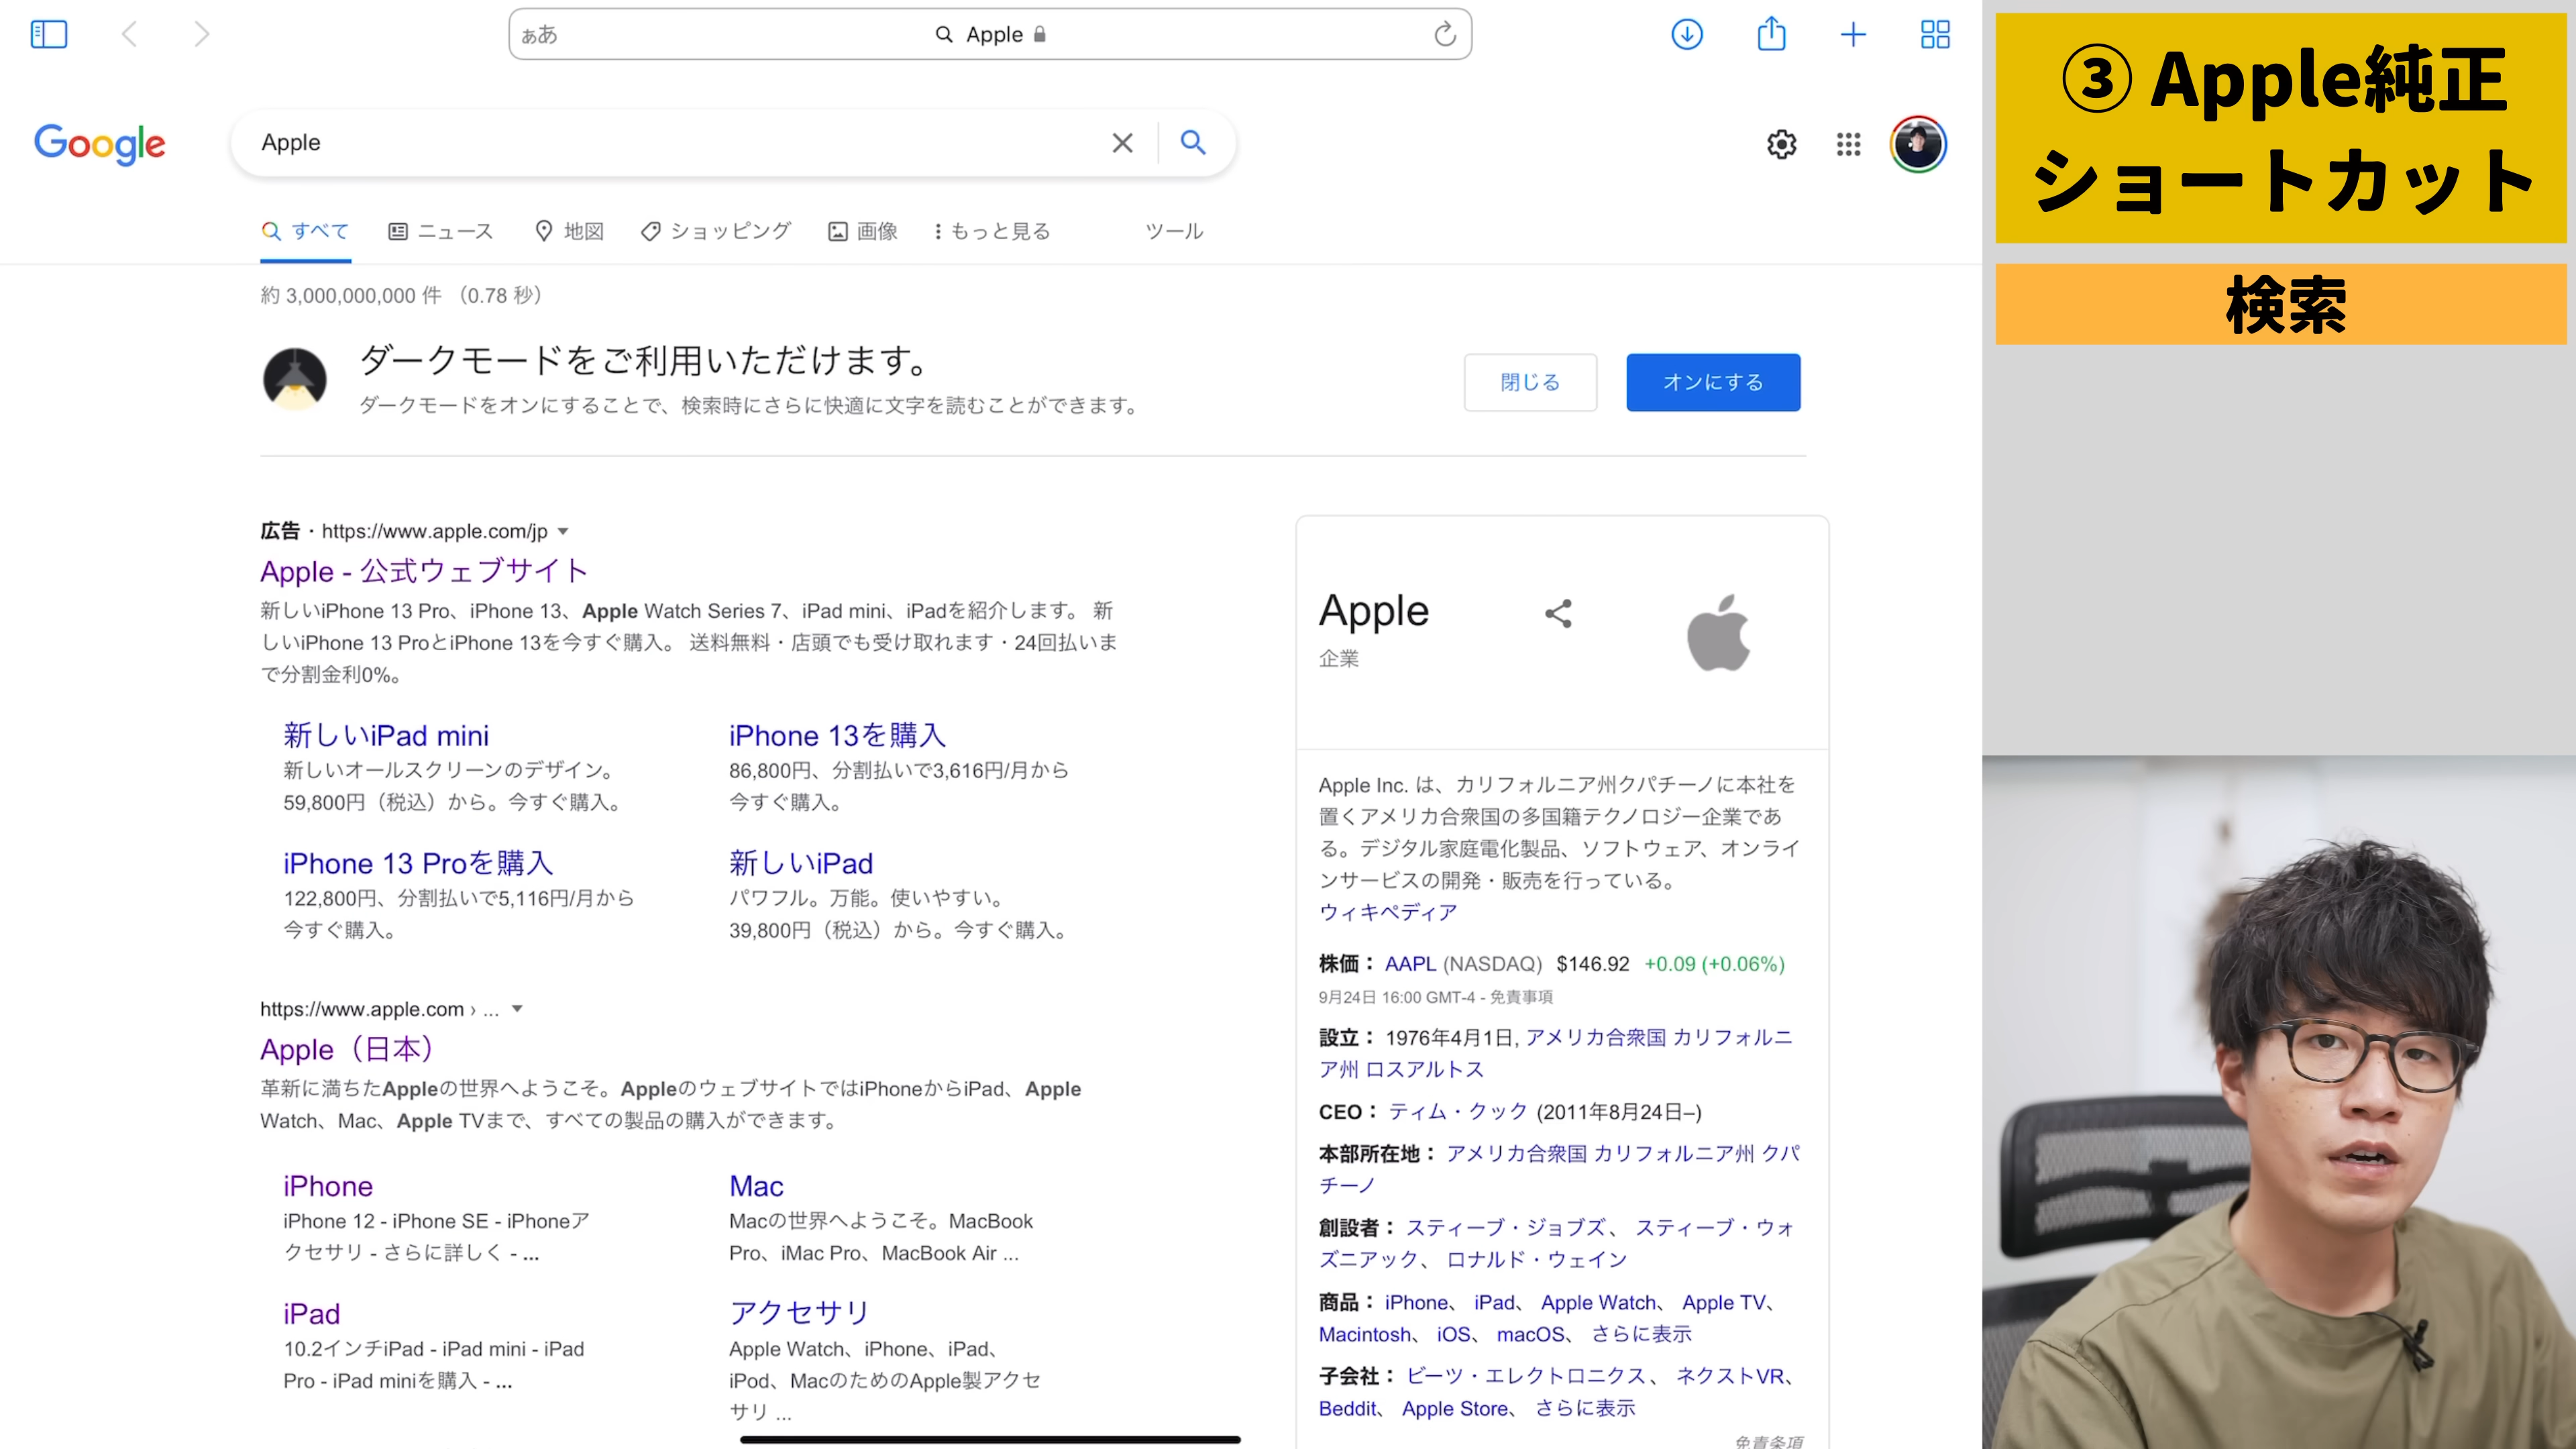 ぁあ
Apple
③ Apple純正
ショートカット
検索
Google
Apple
すべて ニュース 地図 ショッピング 画像 もっと見る ツール
約 3,000,000,000 件 （0.78 秒）
ダークモードをご利用いただけます。
ダークモードをオンにすることで、検索時にさらに快適に文字を読むことができます。
閉じる オンにする
広告・https://www.apple.com/jp
Apple - 公式ウェブサイト
新しいiPhone 13 Pro、iPhone 13、Apple Watch Series 7、iPad mini、iPadを紹介します。 新
しいiPhone 13 ProとiPhone 13を今すぐ購入。 送料無料・店頭でも受け取れます・24回払いま
で分割金利0%。
新しいiPad mini
新しいオールスクリーンのデザイン。
59,800円（税込）から。今すぐ購入。
iPhone 13を購入
86,800円、分割払いで3,616円/月から
今すぐ購入。
iPhone 13 Proを購入
122,800円、分割払いで5,116円/月から
今すぐ購入。
新しいiPad
パワフル。万能。使いやすい。
39,800円（税込）から。今すぐ購入。
https://www.apple.com › ...
Apple（日本）
革新に満ちたAppleの世界へようこそ。AppleのウェブサイトではiPhoneからiPad、Apple
Watch、Mac、Apple TVまで、すべての製品の購入ができます。
iPhone
iPhone 12 - iPhone SE - iPhoneア
クセサリ - さらに詳しく - ...
Mac
Macの世界へようこそ。MacBook
Pro、iMac Pro、MacBook Air ...
iPad
10.2インチiPad - iPad mini - iPad
Pro - iPad miniを購入 - ...
アクセサリ
Apple Watch、iPhone、iPad、
iPod、MacのためのApple製アクセ
サリ ...
Apple
企業
Apple Inc. は、カリフォルニア州クパチーノに本社を
置くアメリカ合衆国の多国籍テクノロジー企業であ
る。デジタル家庭電化製品、ソフトウェア、オンライ
ンサービスの開発・販売を行っている。
ウィキペディア
株価： AAPL (NASDAQ) $146.92 +0.09 (+0.06%)
9月24日 16:00 GMT-4 - 免責事項
設立： 1976年4月1日, アメリカ合衆国 カリフォルニ
ア州 ロスアルトス
CEO： ティム・クック (2011年8月24日–)
本部所在地： アメリカ合衆国 カリフォルニア州 クパ
チーノ
創設者： スティーブ・ジョブズ、 スティーブ・ウォ
ズニアック、 ロナルド・ウェイン
商品： iPhone、 iPad、 Apple Watch、 Apple TV、
Macintosh、 iOS、 macOS、 さらに表示
子会社： ビーツ・エレクトロニクス、 ネクストVR、
Beddit、 Apple Store、 さらに表示
免責条項